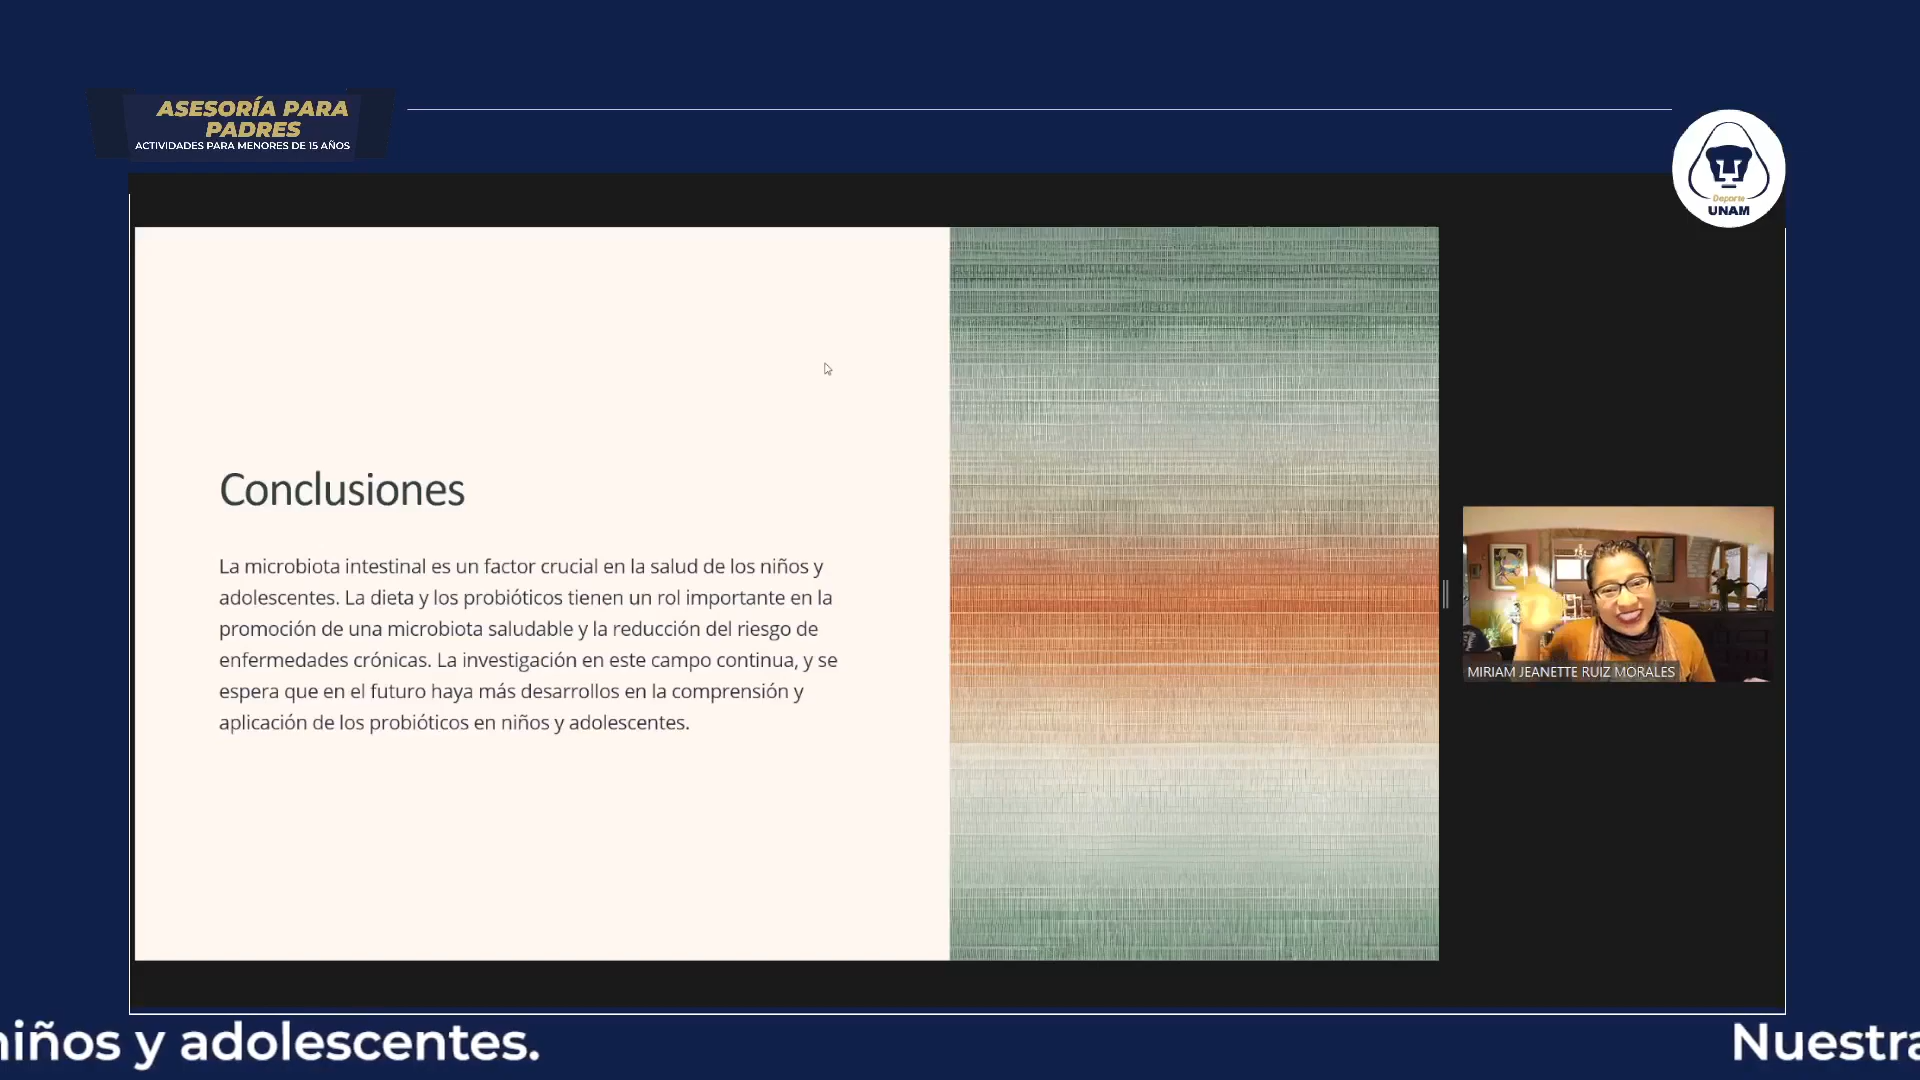 ASESORÍA PARA
PADRES
ACTIVIDADES PARA MENORES DE 15 AÑOS
Deporte
UNAM
Conclusiones
La microbiota intestinal es un factor crucial en la salud de los niños y
adolescentes. La dieta y los probióticos tienen un rol importante en la
promoción de una microbiota saludable y la reducción del riesgo de
enfermedades crónicas. La investigación en este campo continua, y se
espera que en el futuro haya más desarrollos en la comprensión y
aplicación de los probióticos en niños y adolescentes.
MIRIAM JEANETTE RUIZ MORALES
niños y adolescentes. Nuestra